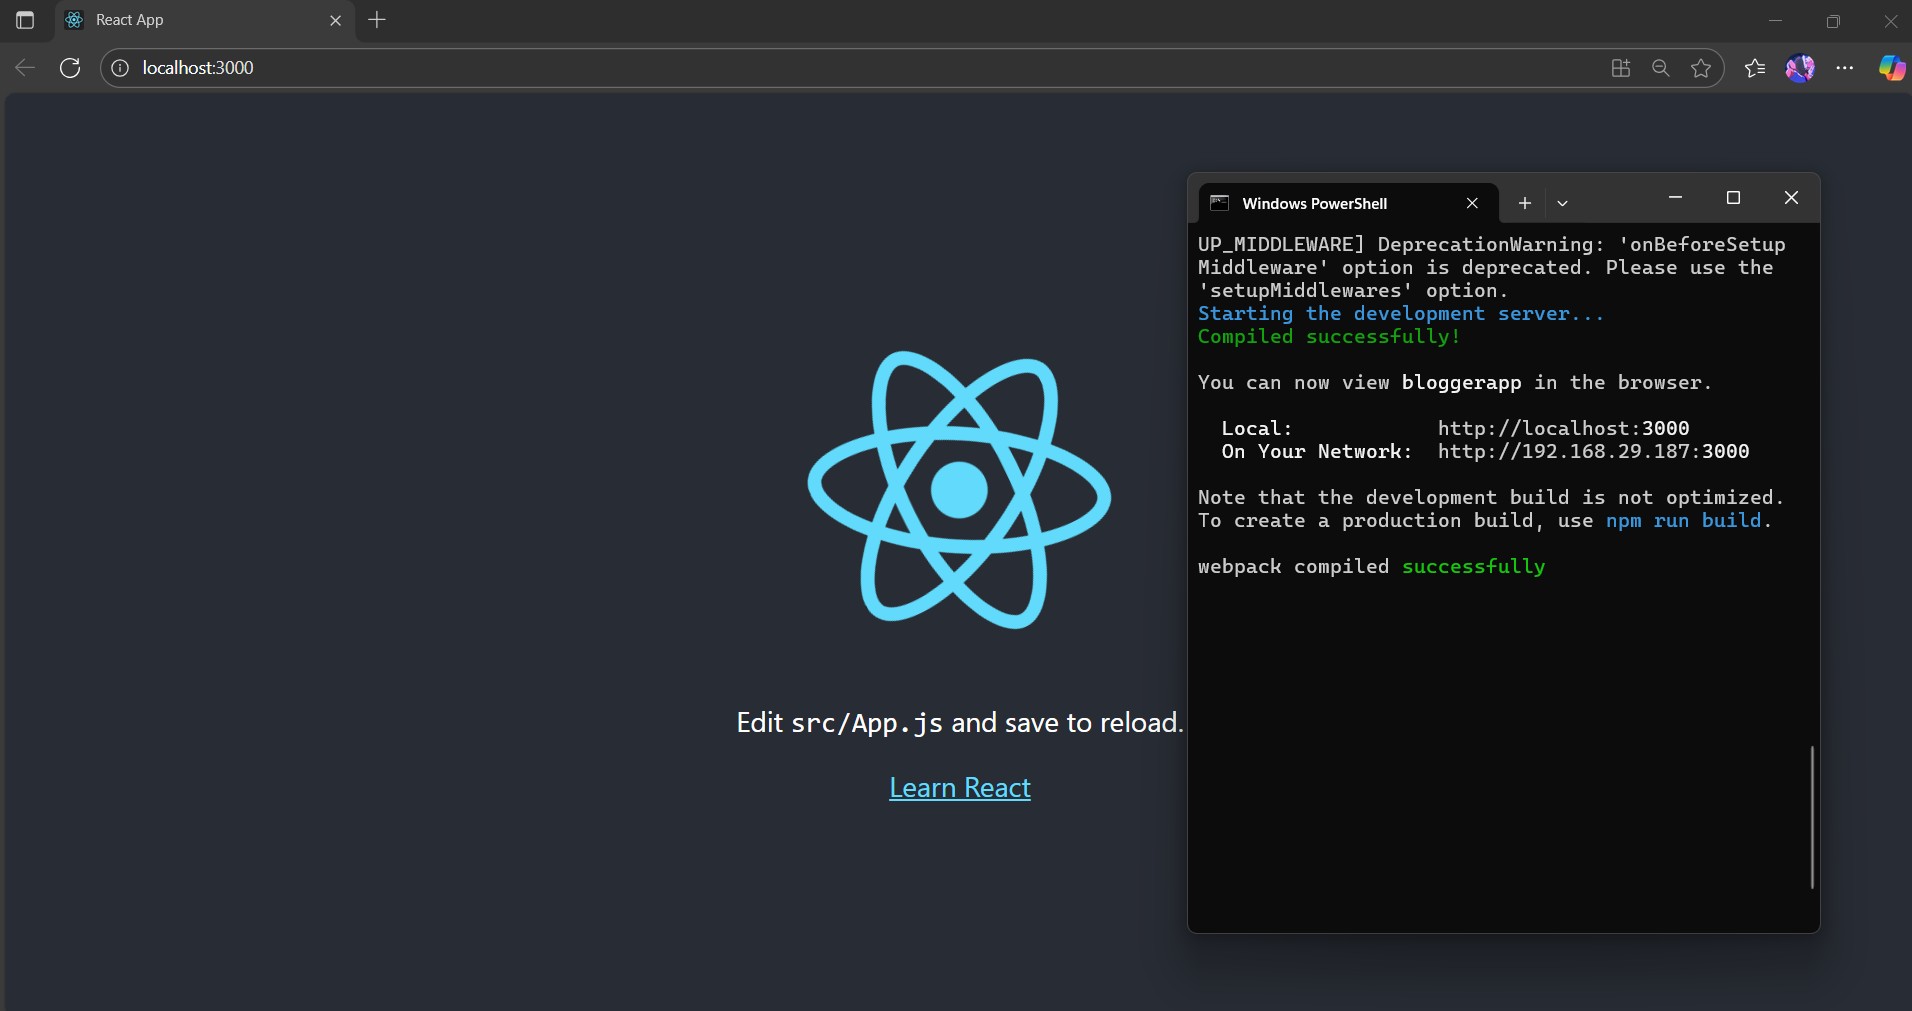 React App
localhost:3000
Windows PowerShell
UP_MIDDLEWARE] DeprecationWarning: 'onBeforeSetup
Middleware' option is deprecated. Please use the
'setupMiddlewares' option.
Starting the development server...
Compiled successfully!
You can now view bloggerapp in the browser.
Local: http://localhost:3000
On Your Network: http://192.168.29.187:3000
Note that the development build is not optimized.
To create a production build, use npm run build.
webpack compiled successfully
Edit src/App.js and save to reload.
Learn React